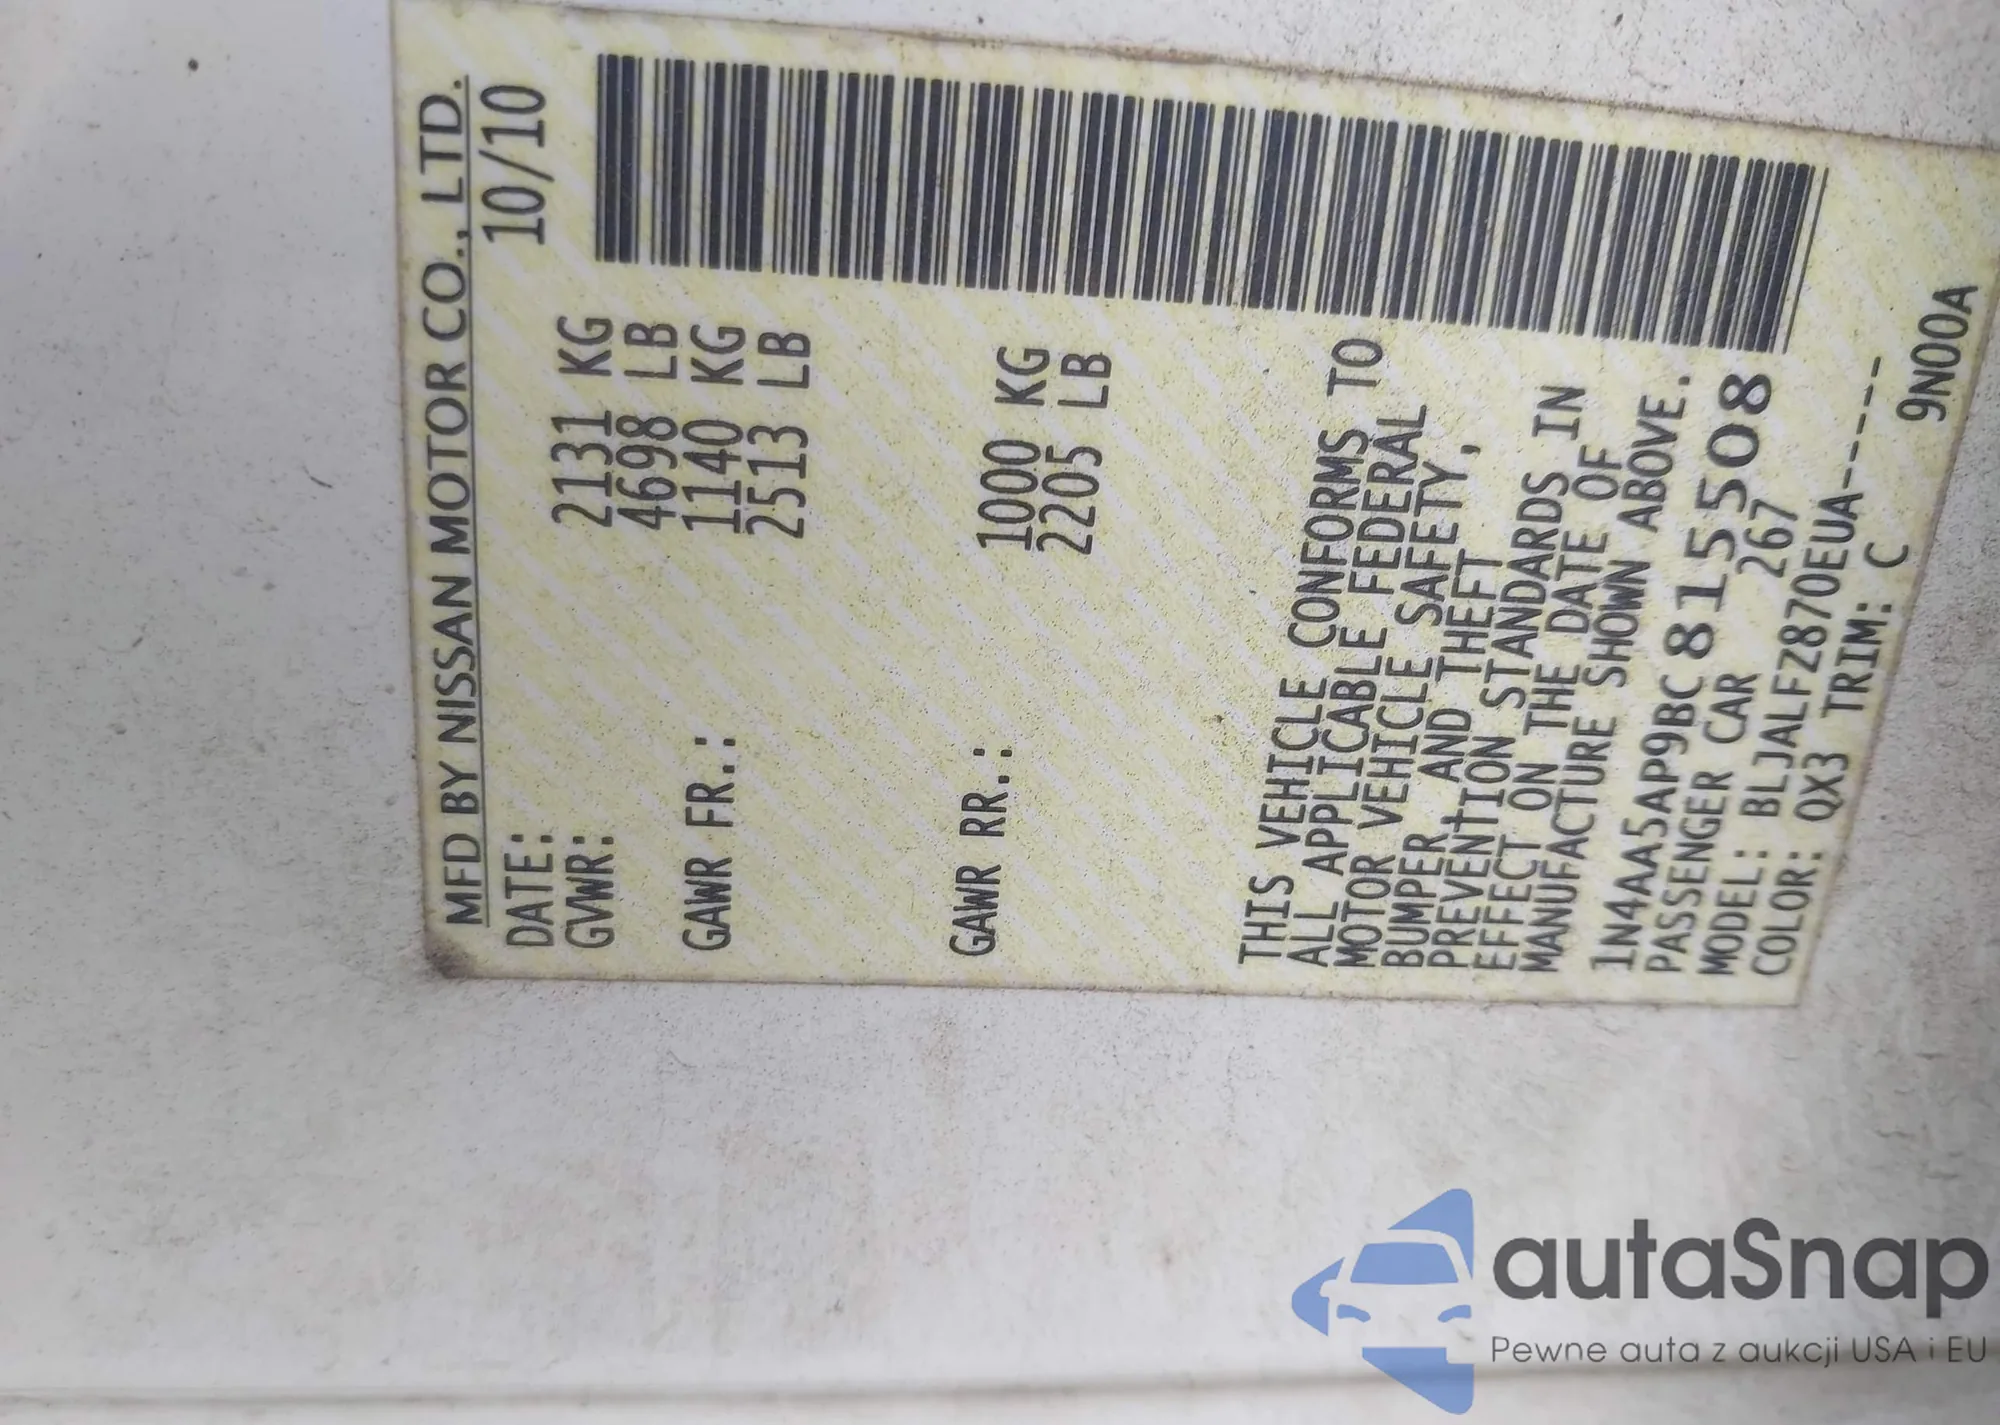 MFD BY NISSAN MOTOR CO., LTD.
DATE: 10/10
GVWR: 2131 KG
4698 LB
GAWR FR.: 1140 KG
2513 LB
GAWR RR.: 1000 KG
2205 LB
THIS VEHICLE CONFORMS TO
ALL APPLICABLE FEDERAL
MOTOR VEHICLE SAFETY,
BUMPER, AND THEFT
PREVENTION STANDARDS IN
EFFECT ON THE DATE OF
MANUFACTURE SHOWN ABOVE.
1N4AA5AP9BC815508
PASSENGER CAR 267
MODEL: BLJALFZ870EUA-----
COLOR: QX3 TRIM: C 9N00A
autaSnap
Pewne auta z aukcji USA i EU